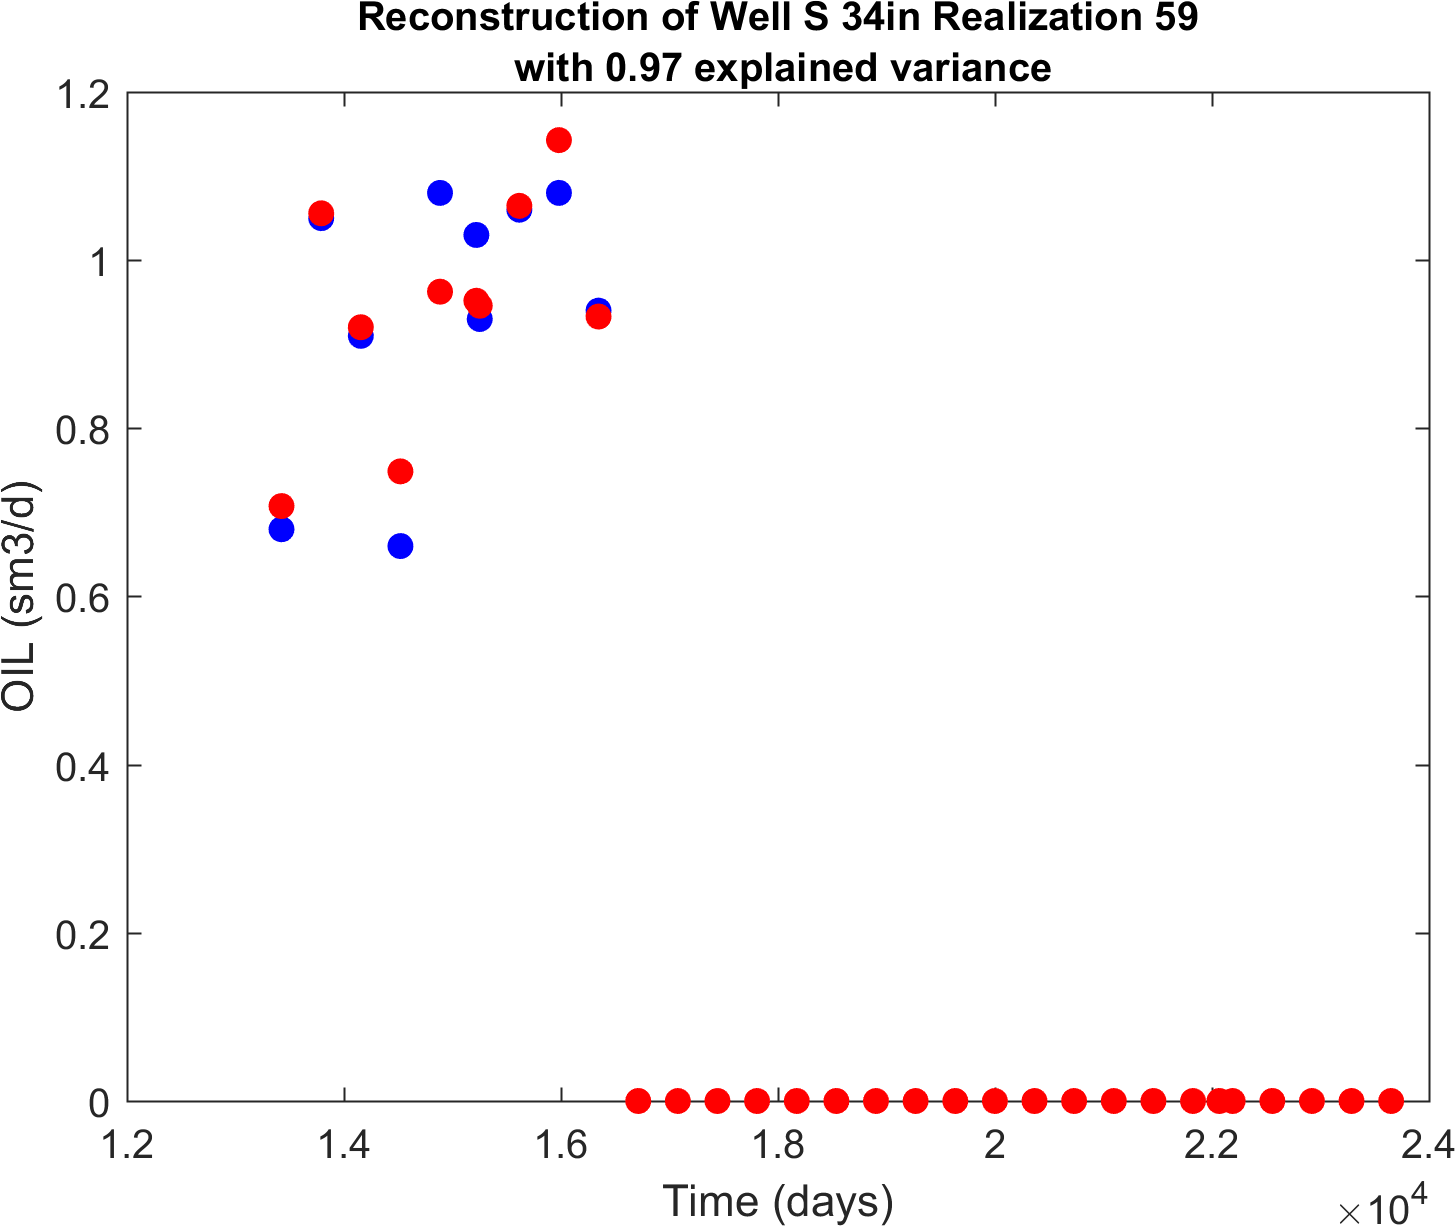 Reconstruction of Well S 34in Realization 59
with 0.97 explained variance
1.2
1
0.8
0.6
0.4
0.2
0
OIL (sm3/d)
1.2 1.4 1.6 1.8 2 2.2 2.4
Time (days)
×10⁴